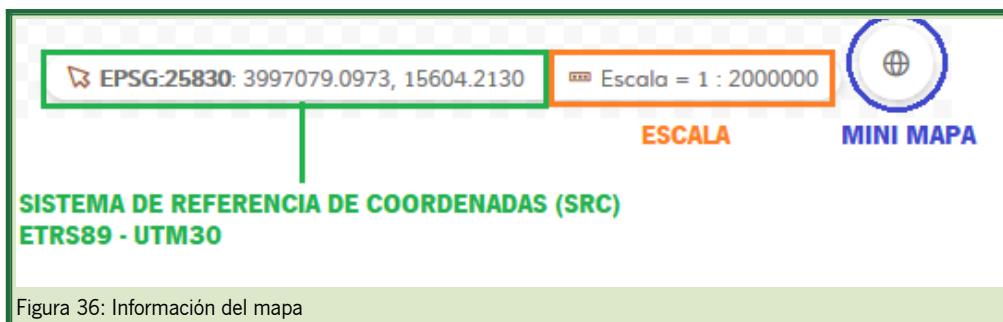 EPSG:25830: 3997079.0973, 15604.2130 Escala = 1 : 2000000
ESCALA MINI MAPA
SISTEMA DE REFERENCIA DE COORDENADAS (SRC)
ETRS89 - UTM30
Figura 36: Información del mapa